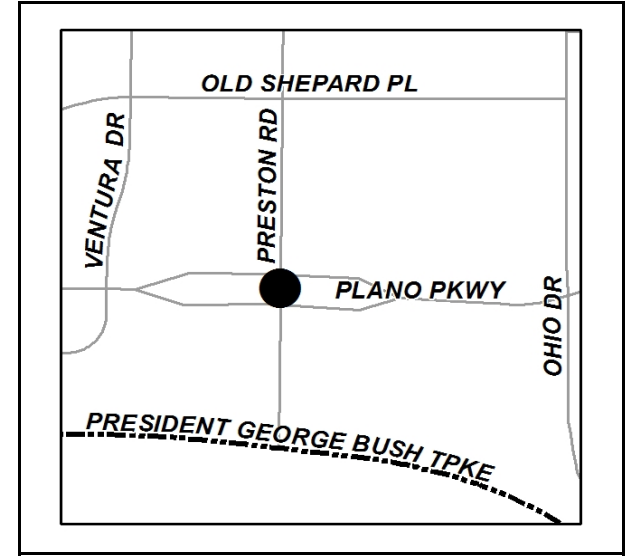 OLD SHEPARD PL
VENTURA DR
PRESTON RD
PLANO PKWY
OHIO DR
PRESIDENT GEORGE BUSH TPKE